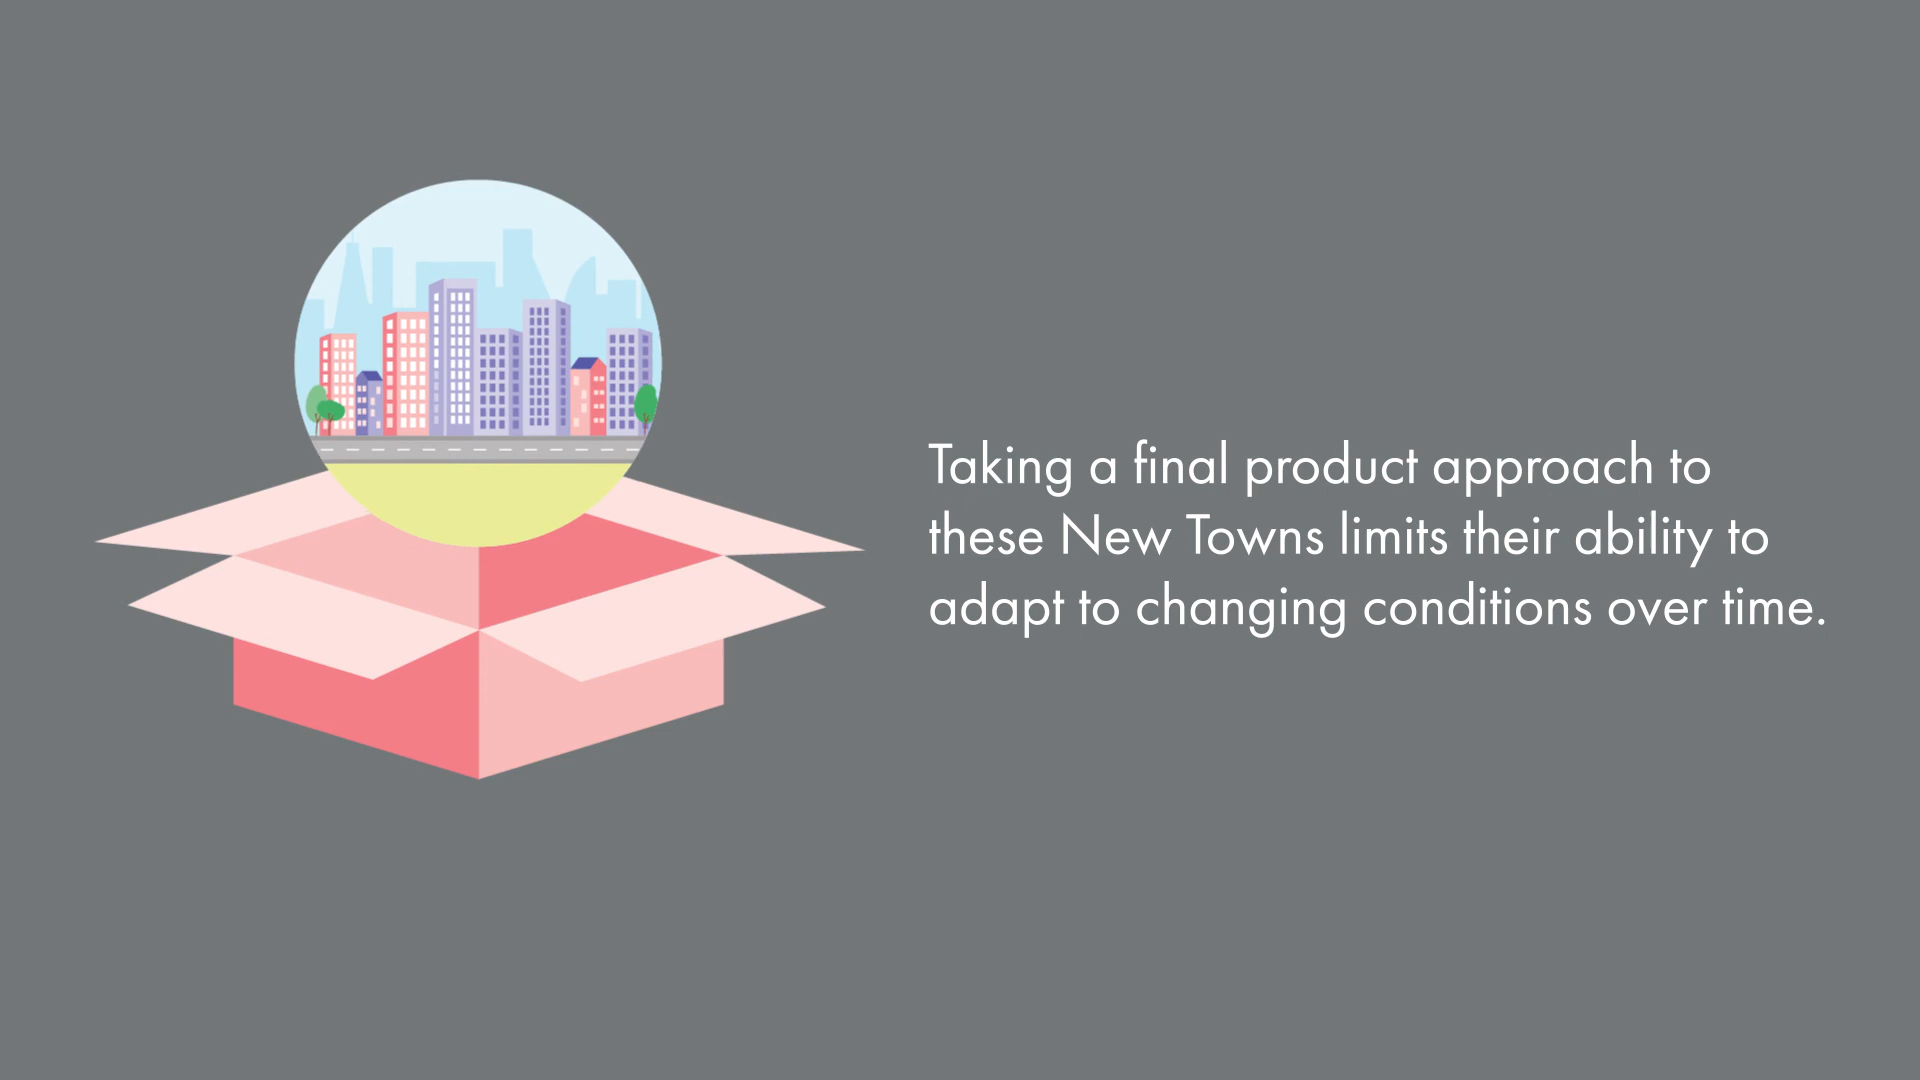 Taking a final product approach to
these New Towns limits their ability to
adapt to changing conditions over time.